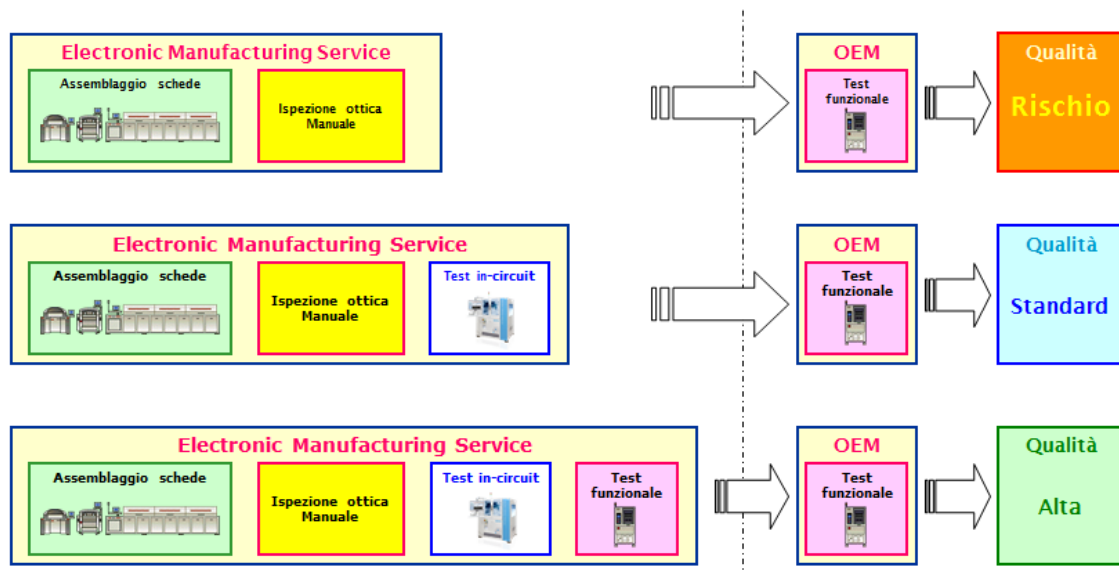 Electronic Manufacturing Service
Assemblaggio schede
Ispezione ottica
Manuale
OEM
Test
funzionale
Qualità
Rischio
Electronic Manufacturing Service
Assemblaggio schede
Ispezione ottica
Manuale
Test in-circuit
OEM
Test
funzionale
Qualità
Standard
Electronic Manufacturing Service
Assemblaggio schede
Ispezione ottica
Manuale
Test in-circuit
Test
funzionale
OEM
Test
funzionale
Qualità
Alta